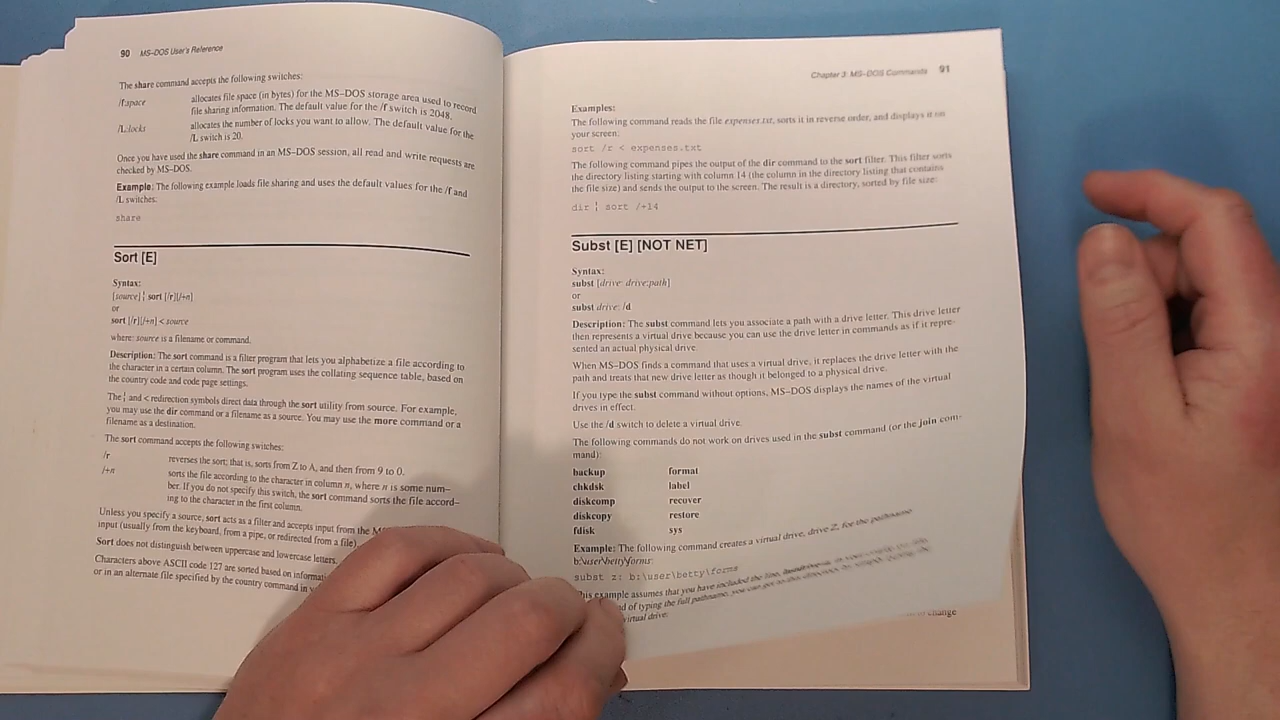 90 MS-DOS User's Reference
The share command accepts the following switches:
/f:space allocates file space (in bytes) for the MS-DOS storage area used to record
file sharing information. The default value for the /f switch is 2048.
/L:locks allocates the number of locks you want to allow. The default value for the
/L switch is 20.
Once you have used the share command in an MS-DOS session, all read and write requests are
checked by MS-DOS.
Example: The following example loads file sharing and uses the default values for the /f and
/L switches:
share
Sort [E]
Syntax:
[source] ¦ sort [/r][/+n]
or
sort [/r][/+n] < source
where: source is a filename or command.
Description: The sort command is a filter program that lets you alphabetize a file according to
the character in a certain column. The sort program uses the collating sequence table, based on
the country code and code page settings.
The ¦ and < redirection symbols direct data through the sort utility from source. For example,
you may use the dir command or a filename as a source. You may use the more command or a
filename as a destination.
The sort command accepts the following switches:
/r reverses the sort; that is, sorts from Z to A, and then from 9 to 0.
/+n sorts the file according to the character in column n, where n is some num-
ber. If you do not specify this switch, the sort command sorts the file accord-
ing to the character in the first column.
Unless you specify a source, sort acts as a filter and accepts input from the
input (usually from the keyboard, from a pipe, or redirected from a file).
Sort does not distinguish between uppercase and lowercase letters.
Characters above ASCII code 127 are sorted based on
or in an alternate file specified by the country command in
Chapter 3: MS-DOS Commands 91
Examples:
The following command reads the file expenses.txt, sorts it in reverse order, and displays it on
your screen:
sort /r < expenses.txt
The following command pipes the output of the dir command to the sort filter. This filter sorts
the directory listing starting with column 14 (the column in the directory listing that contains
the file size) and sends the output to the screen. The result is a directory, sorted by file size:
dir ¦ sort /+14
Subst [E] [NOT NET]
Syntax:
subst [drive: drive:path]
or
subst drive: /d
Description: The subst command lets you associate a path with a drive letter. This drive letter
then represents a virtual drive because you can use the drive letter in commands as if it repre-
sented an actual physical drive.
When MS-DOS finds a command that uses a virtual drive, it replaces the drive letter with the
path and treats that new drive letter as though it belonged to a physical drive.
If you type the subst command without options, MS-DOS displays the names of the virtual
drives in effect.
Use the /d switch to delete a virtual drive.
The following commands do not work on drives used in the subst command (or the join com-
mand):
backup format
chkdsk label
diskcomp recover
diskcopy restore
fdisk sys
Example: The following command creates a virtual drive, drive Z, for the pathname
b:\user\betty\forms:
subst z: b:\user\betty\forms
This example assumes that you have included the line,
of typing the full pathname, you can get to this directory by
virtual drive:
change